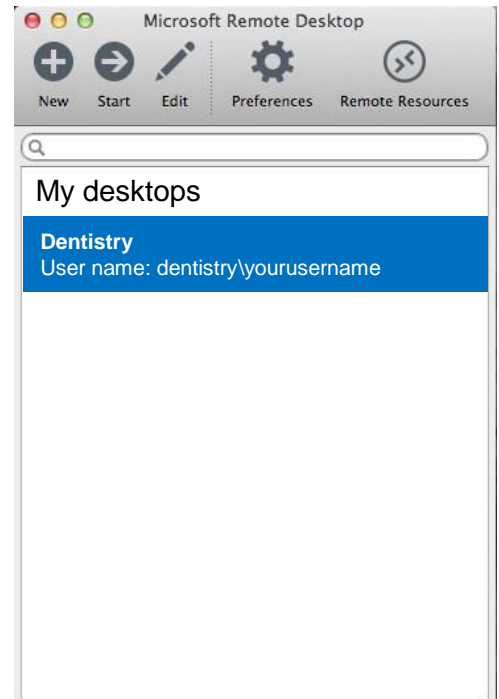 Microsoft Remote Desktop
New Start Edit Preferences Remote Resources
My desktops
Dentistry
User name: dentistry\yourusername